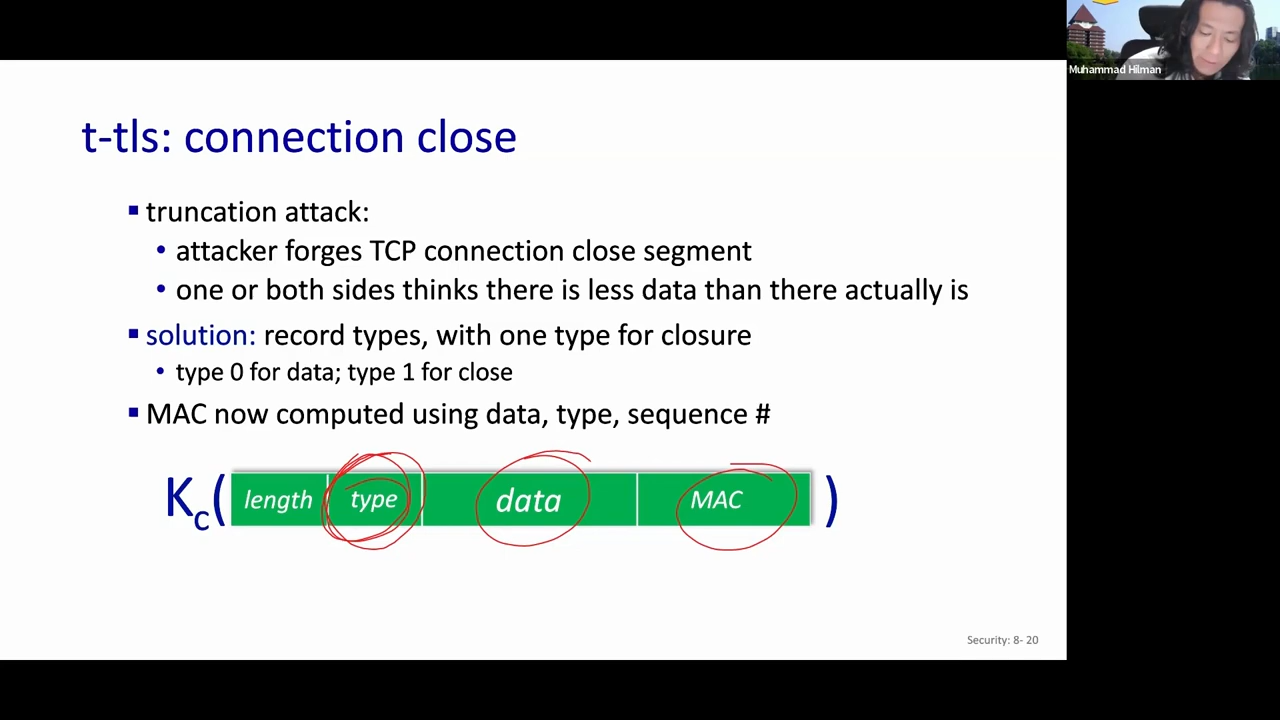 Muhammad Hilman
t-tls: connection close
▪ truncation attack:
• attacker forges TCP connection close segment
• one or both sides thinks there is less data than there actually is
▪ solution: record types, with one type for closure
• type 0 for data; type 1 for close
▪ MAC now computed using data, type, sequence #
Kc( length type data MAC )
Security: 8- 20